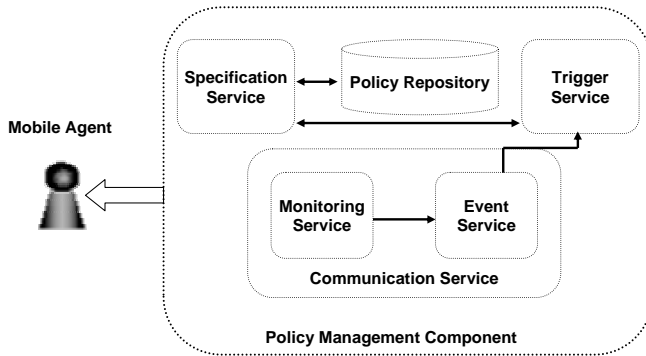 Specification
Service
Policy Repository
Trigger
Service
Mobile Agent
Monitoring
Service
Event
Service
Communication Service
Policy Management Component